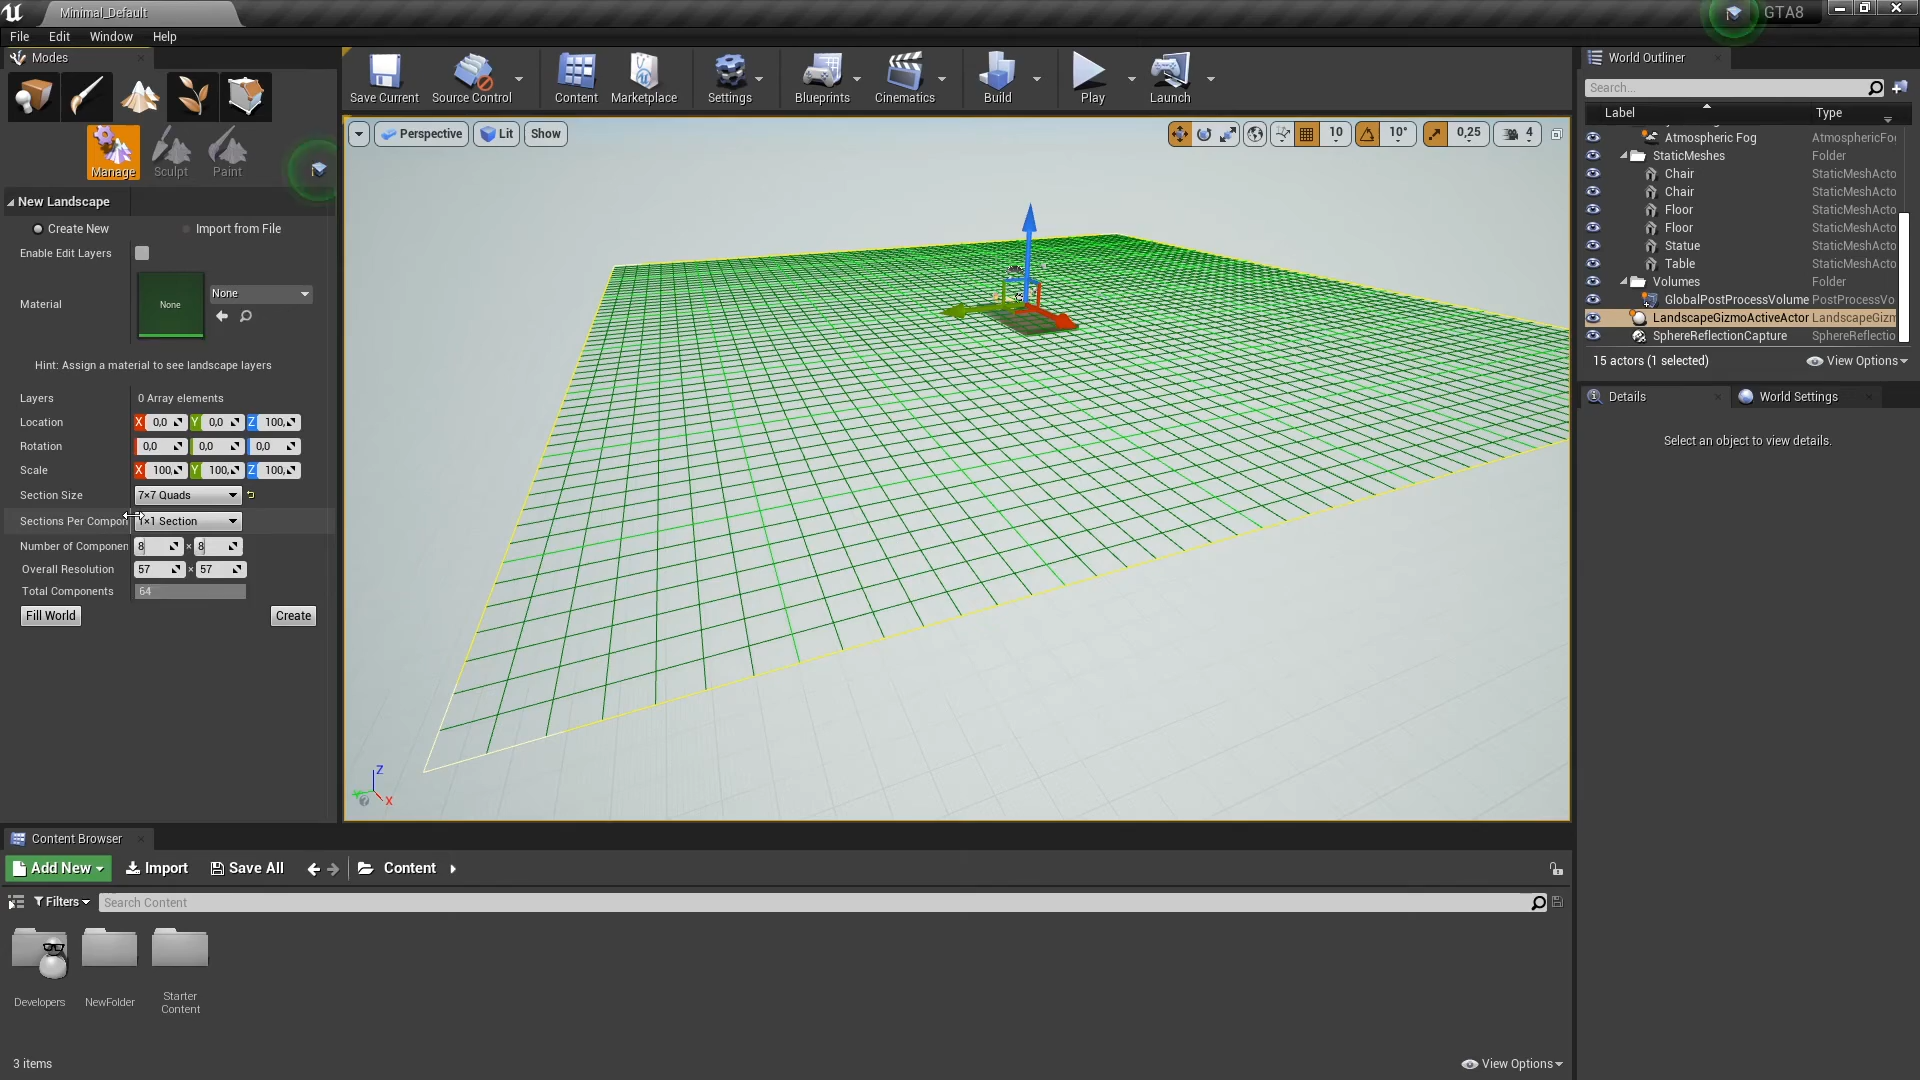 Minimal_Default
GTA8
File Edit Window Help
Modes
Manage Sculpt Paint
New Landscape
Create New Import from File
Enable Edit Layers
Material None None
Hint: Assign a material to see landscape layers
Layers 0 Array elements
Location X 0,0 Y 0,0 Z 100,
Rotation 0,0 0,0 0,0
Scale X 100, Y 100, Z 100,
Section Size 7×7 Quads
Sections Per Compon 1×1 Section
Number of Componen 8 × 8
Overall Resolution 57 × 57
Total Components 64
Fill World Create
Save Current Source Control Content Marketplace Settings Blueprints Cinematics Build Play Launch
Perspective Lit Show 10 10° 0,25 4
Z
X
World Outliner
Search...
Label Type
Atmospheric Fog AtmosphericFog
StaticMeshes Folder
Chair StaticMeshActo
Chair StaticMeshActo
Floor StaticMeshActo
Floor StaticMeshActo
Statue StaticMeshActo
Table StaticMeshActo
Volumes Folder
GlobalPostProcessVolume PostProcessVo
LandscapeGizmoActiveActor LandscapeGizm
SphereReflectionCapture SphereReflectio
15 actors (1 selected) View Options
Details World Settings
Select an object to view details.
Content Browser
Add New Import Save All Content
Filters Search Content
Developers NewFolder Starter
Content
3 items View Options